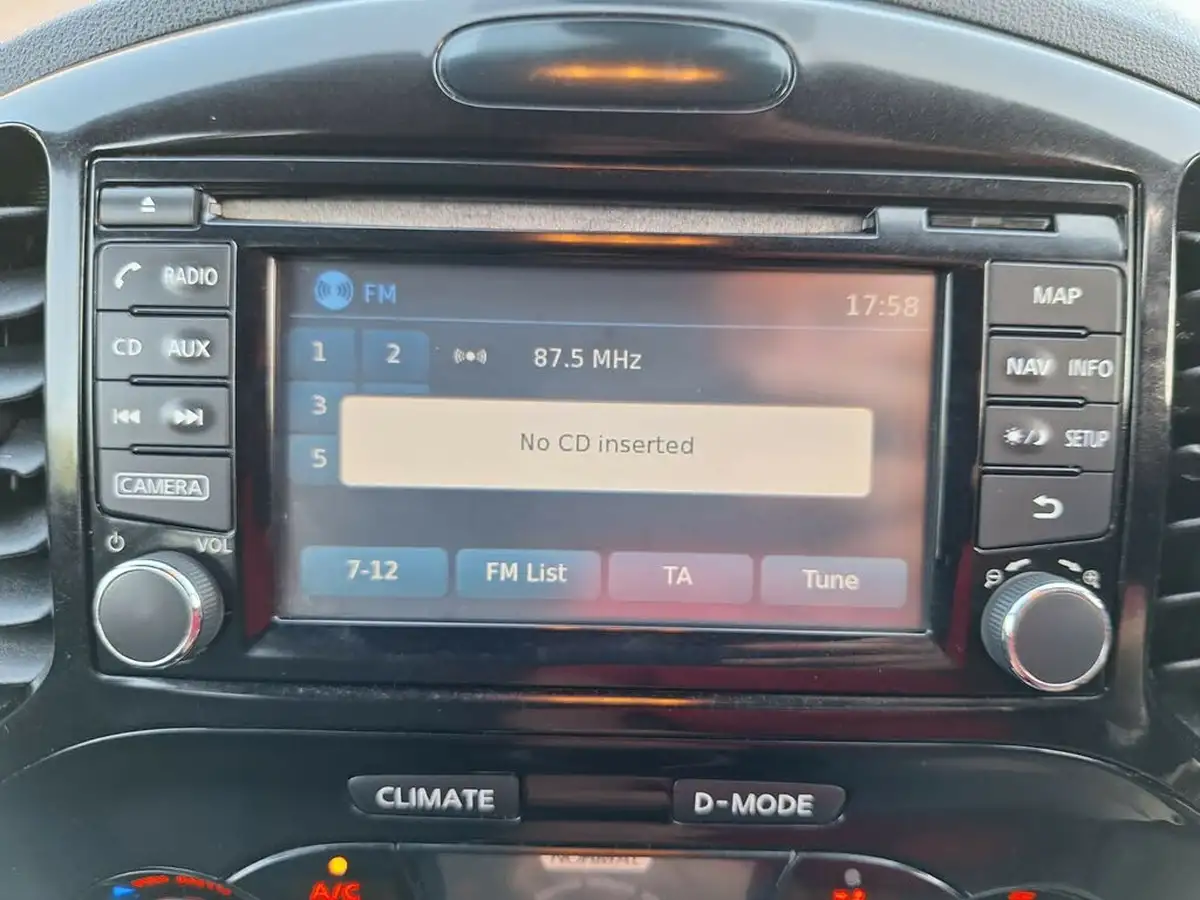 RADIO
CD AUX
CAMERA
VOL
FM
17:58
1 2 87.5 MHz
3
No CD inserted
5
7-12 FM List TA Tune
MAP
NAV INFO
SETUP
CLIMATE D-MODE
NORMAL
A/C